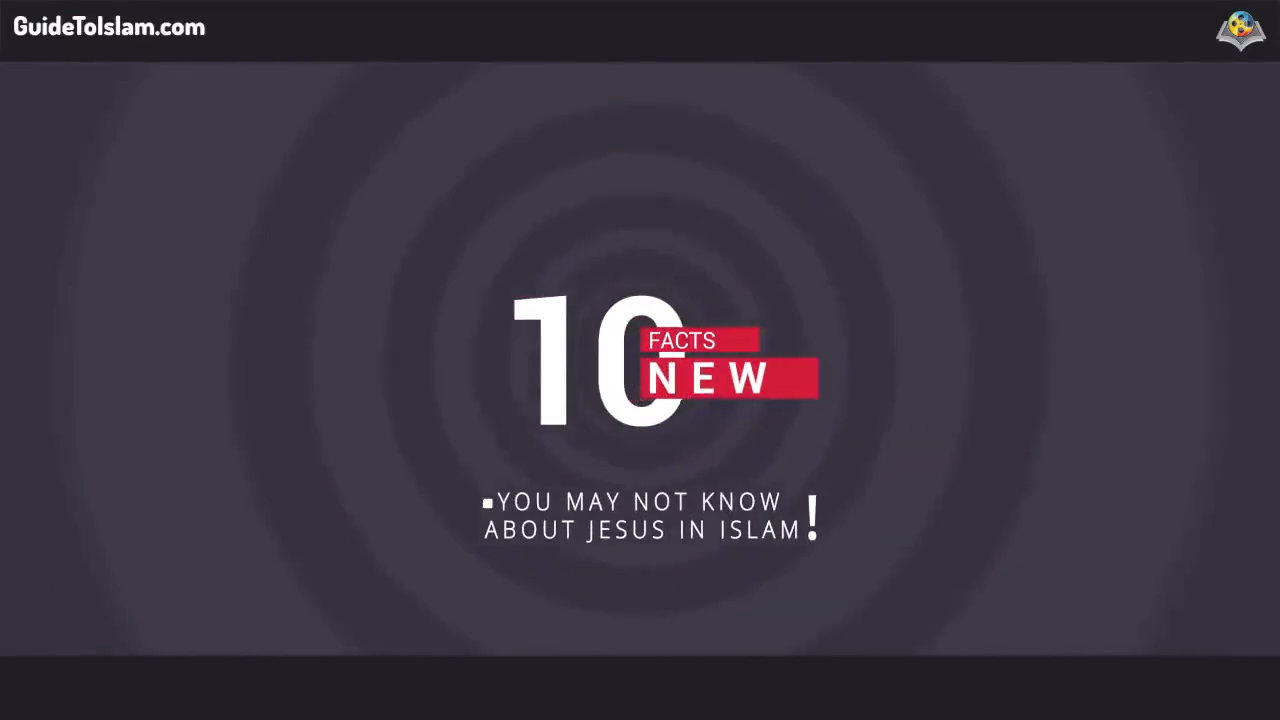 GuideToIslam.com
10
FACTS
NEW
YOU MAY NOT KNOW
ABOUT JESUS IN ISLAM!